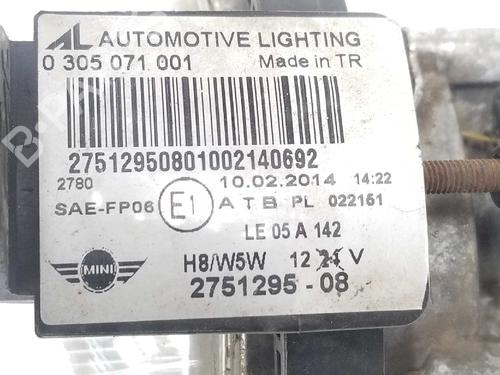 AL AUTOMOTIVE LIGHTING
0 305 071 001 Made in TR
27512950801002140692
2780 10.02.2014 14:22
SAE-FP06 E1 A T B PL 022161
LE 05 A 142
MINI H8/W5W 12 24 V
2751295 - 08